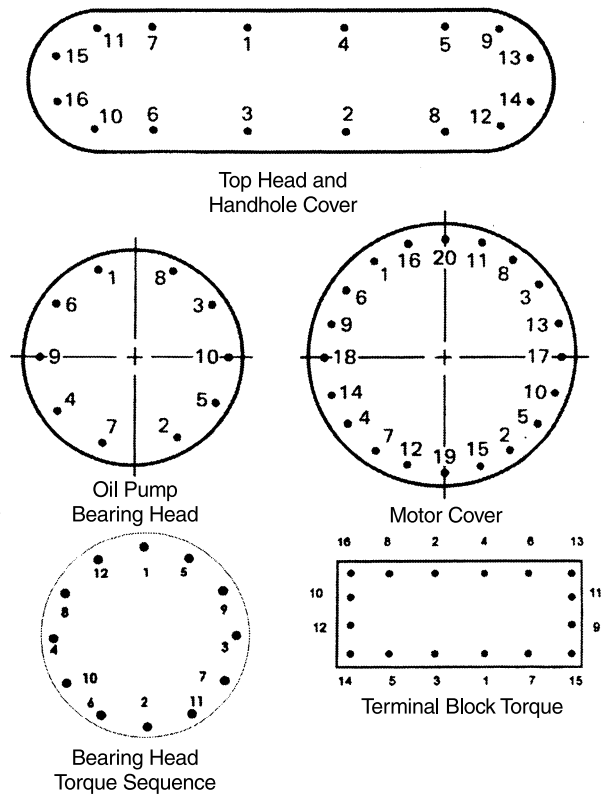 11 7 1 4 5 9
15 13
16 14
10 6 3 2 8 12
Top Head and
Handhole Cover
1 8
6 3
9 10
4 5
7 2
Oil Pump
Bearing Head
16 20 11
1 8
6 3
9 13
18 17
14 10
4 5
7 2
12 19 15
Motor Cover
12 1 5
8 9
4 3
10 7
6 2 11
Bearing Head
Torque Sequence
16 8 2 4 6 13
10 11
12 9
14 5 3 1 7 15
Terminal Block Torque